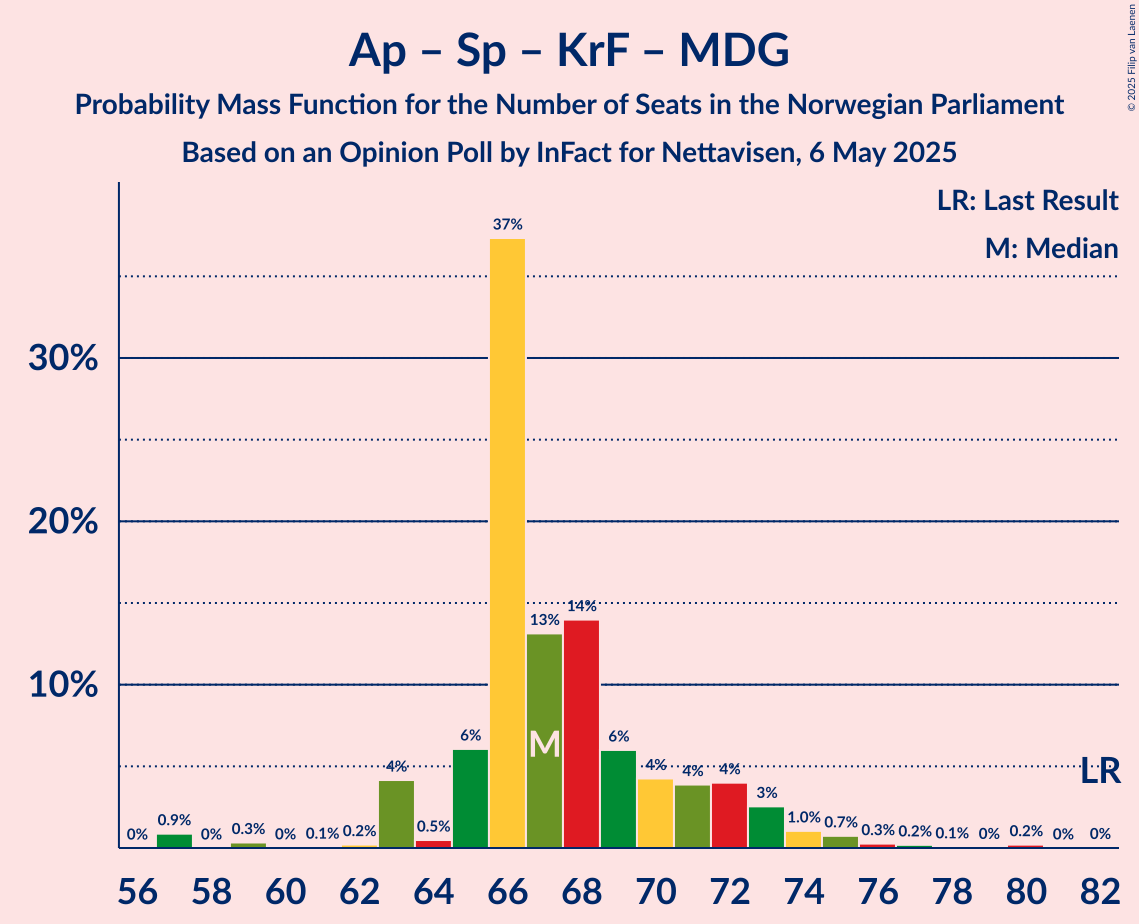 Ap – Sp – KrF – MDG
Probability Mass Function for the Number of Seats in the Norwegian Parliament
Based on an Opinion Poll by InFact for Nettavisen, 6 May 2025
© 2025 Filip van Laenen
LR: Last Result
M: Median
30%
20%
10%
0% 0.9% 0% 0.3% 0% 0.1% 0.2% 4% 0.5% 6% 37% 13% 14% 6% 4% 4% 4% 3% 1.0% 0.7% 0.3% 0.2% 0.1% 0% 0.2% 0% 0%
M
LR
56 58 60 62 64 66 68 70 72 74 76 78 80 82